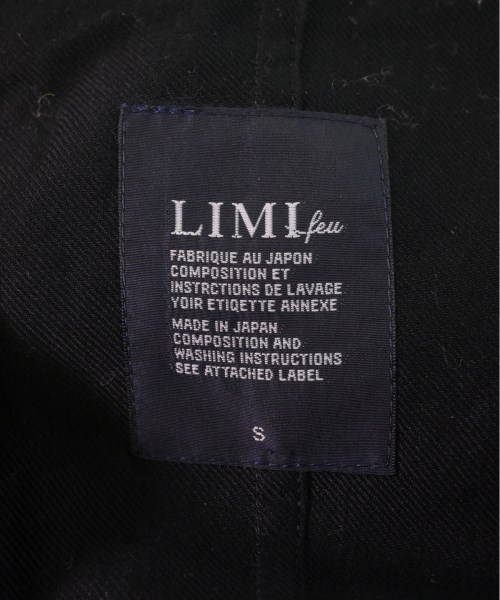 LIMI feu
FABRIQUE AU JAPON
COMPOSITION ET
INSTRCTIONS DE LAVAGE
YOIR ETIQETTE ANNEXE
MADE IN JAPAN
COMPOSITION AND
WASHING INSTRUCTIONS
SEE ATTACHED LABEL
S